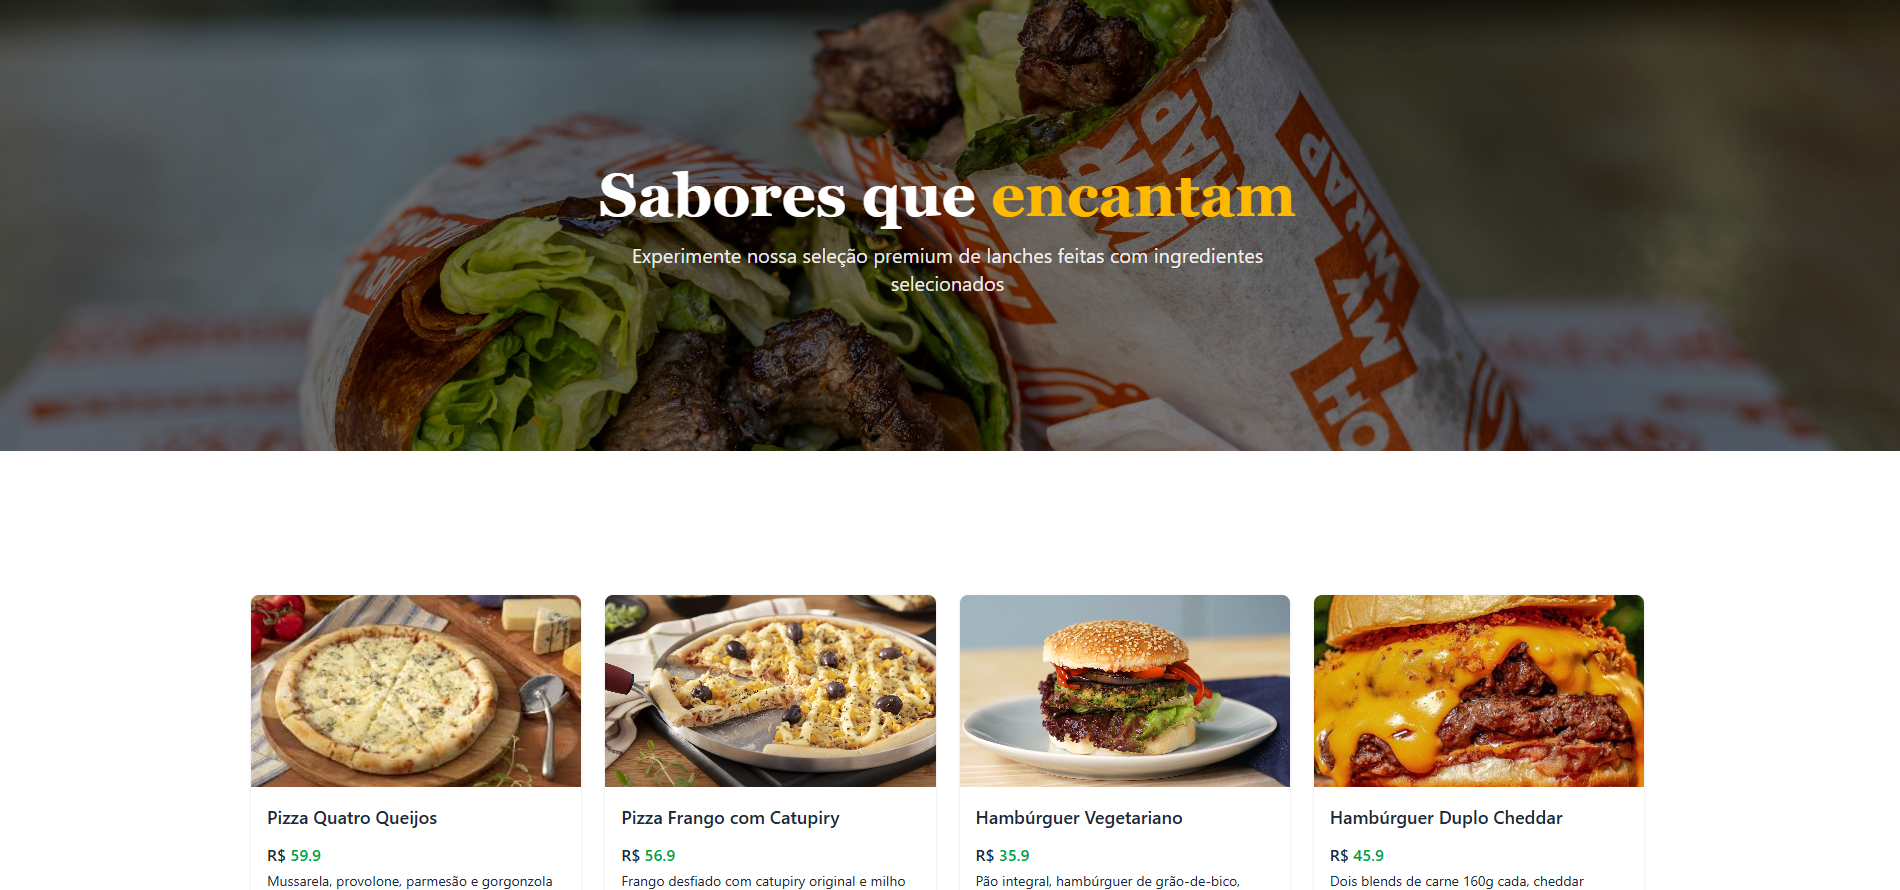 Sabores que encantam
Experimente nossa seleção premium de lanches feitas com ingredientes
selecionados
OH
MY WRAP
Pizza Quatro Queijos
R$ 59.9
Mussarela, provolone, parmesão e gorgonzola
Pizza Frango com Catupiry
R$ 56.9
Frango desfiado com catupiry original e milho
Hambúrguer Vegetariano
R$ 35.9
Pão integral, hambúrguer de grão-de-bico,
Hambúrguer Duplo Cheddar
R$ 45.9
Dois blends de carne 160g cada, cheddar